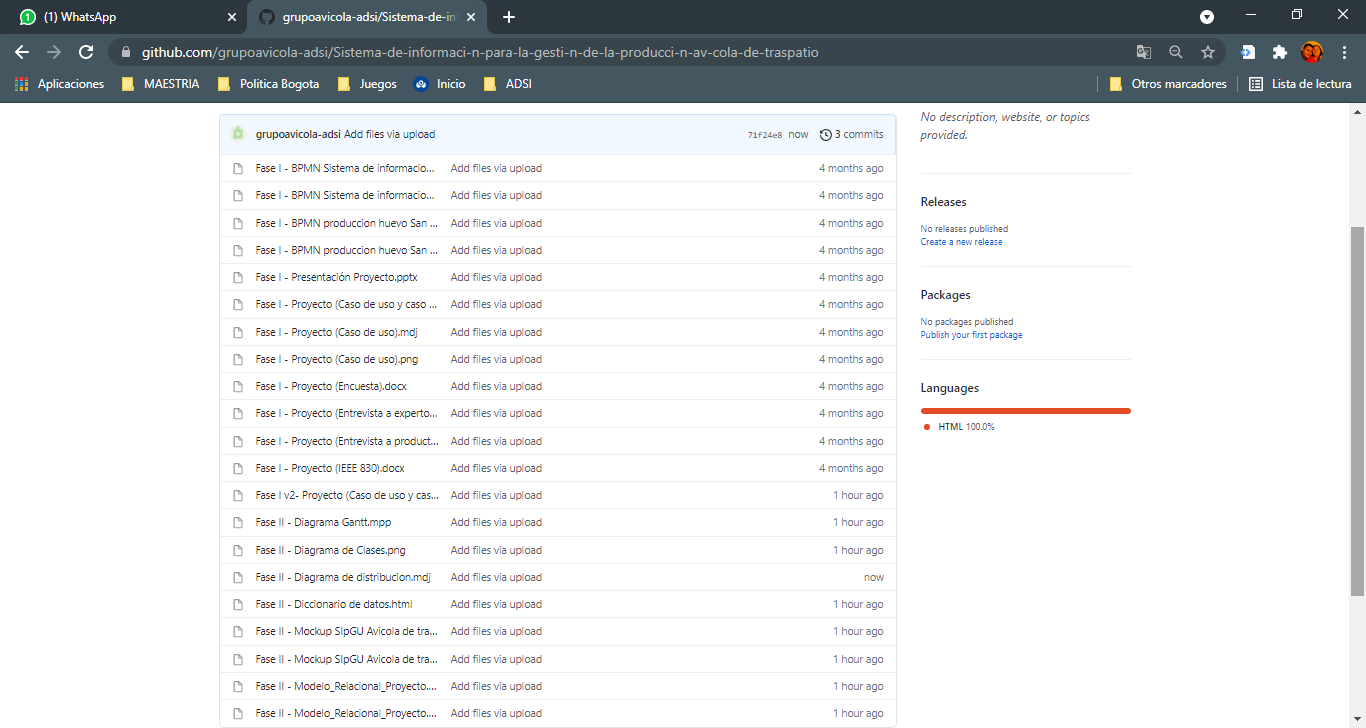 (1) WhatsApp
grupoavicola-adsi/Sistema-de-inf
github.com/grupoavicola-adsi/Sistema-de-informaci-n-para-la-gesti-n-de-la-producci-n-av-cola-de-traspatio
Aplicaciones MAESTRIA Politica Bogota Juegos Inicio ADSI Otros marcadores Lista de lectura
grupoavicola-adsi Add files via upload 71f24e8 now 3 commits
Fase I - BPMN Sistema de informacio... Add files via upload 4 months ago
Fase I - BPMN Sistema de informacio... Add files via upload 4 months ago
Fase I - BPMN produccion huevo San ... Add files via upload 4 months ago
Fase I - BPMN produccion huevo San ... Add files via upload 4 months ago
Fase I - Presentación Proyecto.pptx Add files via upload 4 months ago
Fase I - Proyecto (Caso de uso y caso ... Add files via upload 4 months ago
Fase I - Proyecto (Caso de uso).mdj Add files via upload 4 months ago
Fase I - Proyecto (Caso de uso).png Add files via upload 4 months ago
Fase I - Proyecto (Encuesta).docx Add files via upload 4 months ago
Fase I - Proyecto (Entrevista a experto... Add files via upload 4 months ago
Fase I - Proyecto (Entrevista a product... Add files via upload 4 months ago
Fase I - Proyecto (IEEE 830).docx Add files via upload 4 months ago
Fase I v2- Proyecto (Caso de uso y cas... Add files via upload 1 hour ago
Fase II - Diagrama Gantt.mpp Add files via upload 1 hour ago
Fase II - Diagrama de Clases.png Add files via upload 1 hour ago
Fase II - Diagrama de distribucion.mdj Add files via upload now
Fase II - Diccionario de datos.html Add files via upload 1 hour ago
Fase II - Mockup SIpGU Avicola de tra... Add files via upload 1 hour ago
Fase II - Mockup SIpGU Avicola de tra... Add files via upload 1 hour ago
Fase II - Modelo_Relacional_Proyecto.... Add files via upload 1 hour ago
Fase II - Modelo_Relacional_Proyecto.... Add files via upload 1 hour ago
No description, website, or topics
provided.
Releases
No releases published
Create a new release
Packages
No packages published
Publish your first package
Languages
HTML 100.0%